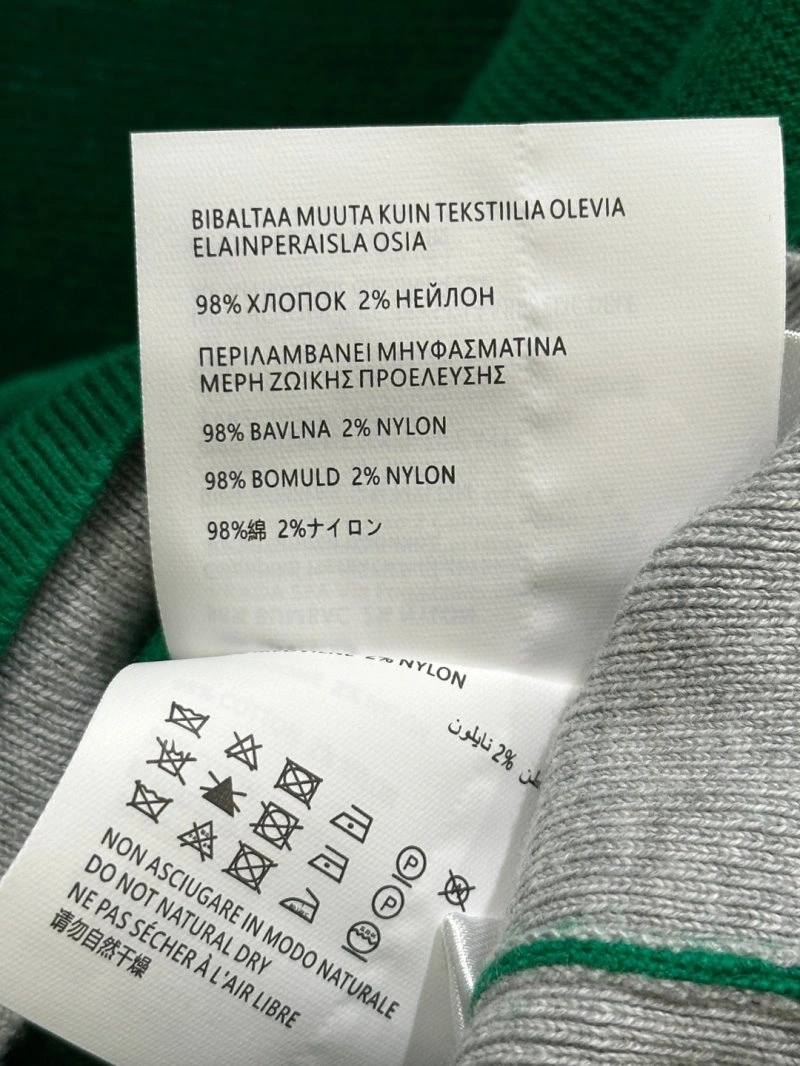 BIBALTAA MUUTA KUIN TEKSTIILIA OLEVIA
ELAINPERAISLA OSIA
98% ХЛОПОК 2% НЕЙЛОН
ΠΕΡΙΛΑΜΒΑΝΕΙ ΜΗΥΦΑΣΜΑΤΙΝΑ
ΜΕΡΗ ΖΩΙΚΗΣ ΠΡΟΕΛΕΥΣΗΣ
98% BAVLNA 2% NYLON
98% BOMULD 2% NYLON
98%綿 2%ナイロン
2% NYLON
2% نايلون
P
W
P
NON ASCIUGARE IN MODO NATURALE
DO NOT NATURAL DRY
NE PAS SÉCHER À L'AIR LIBRE
请勿自然干燥